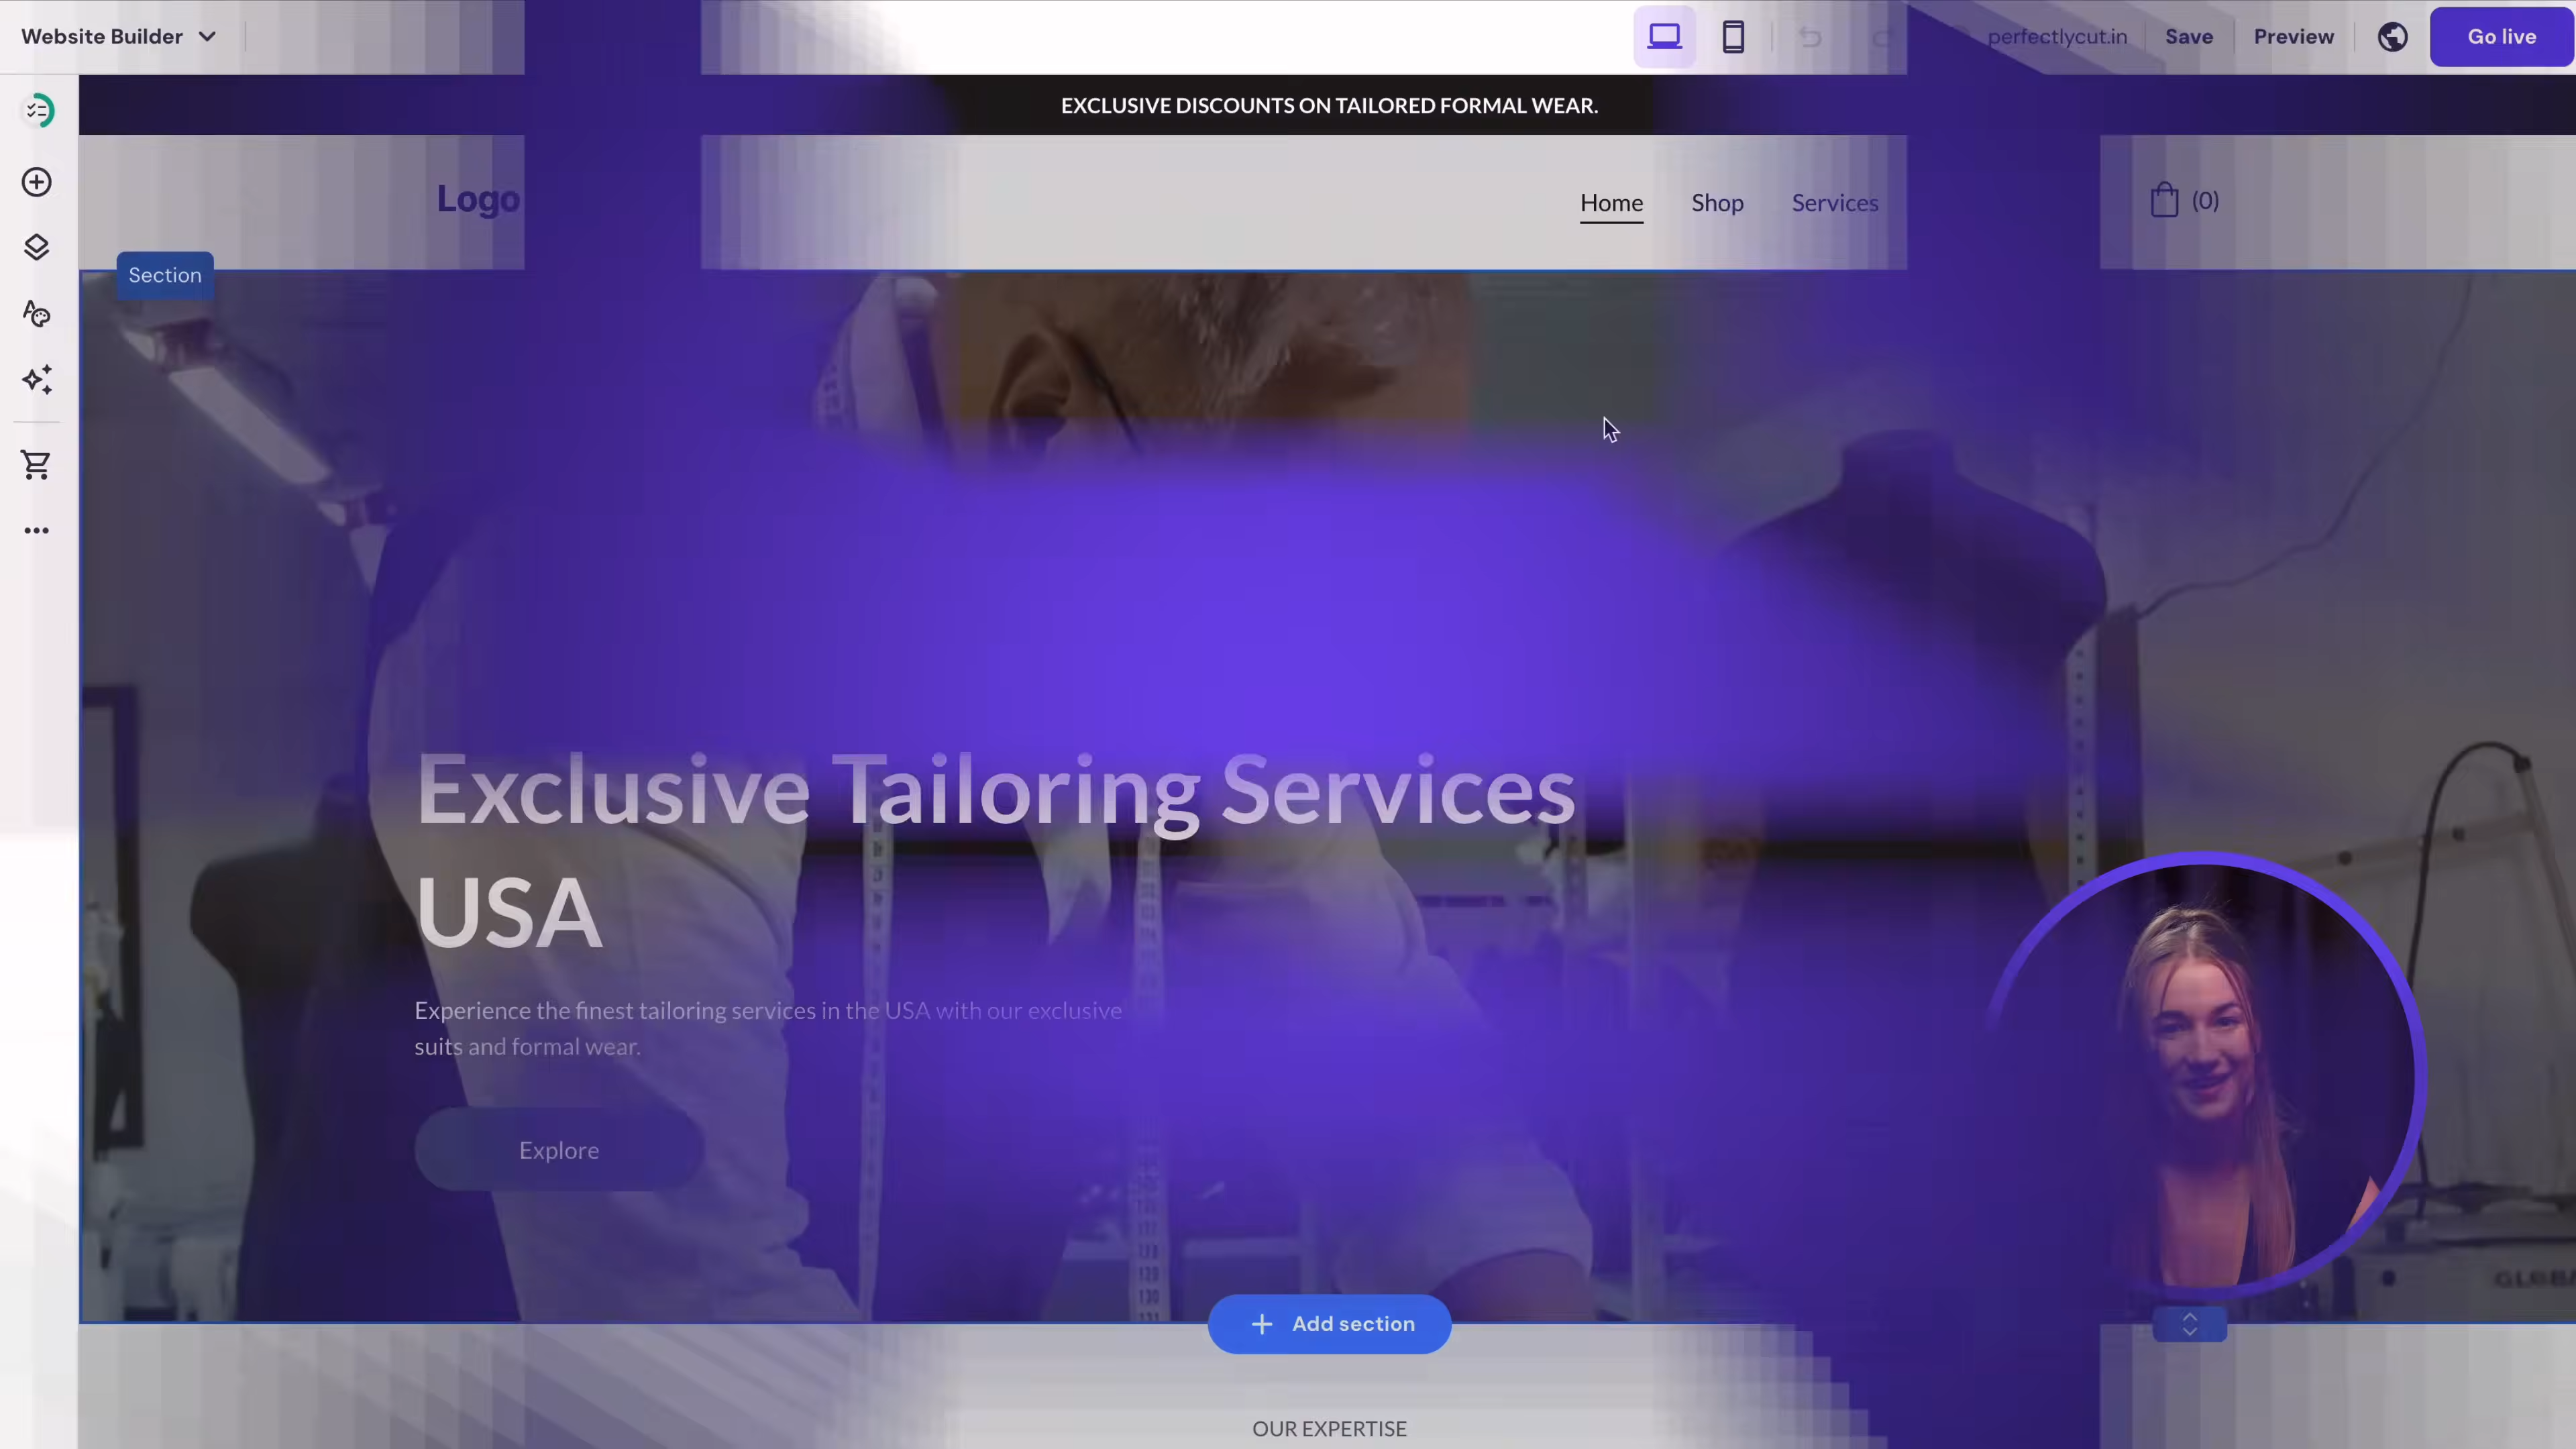 Website Builder
perfectlycut.in
Save
Preview
Go live
EXCLUSIVE DISCOUNTS ON TAILORED FORMAL WEAR.
Logo
Home
Shop
Services
(0)
Section
Exclusive Tailoring Services
USA
Experience the finest tailoring services in the USA with our exclusive
suits and formal wear.
Explore
129
130
Add section
OUR EXPERTISE